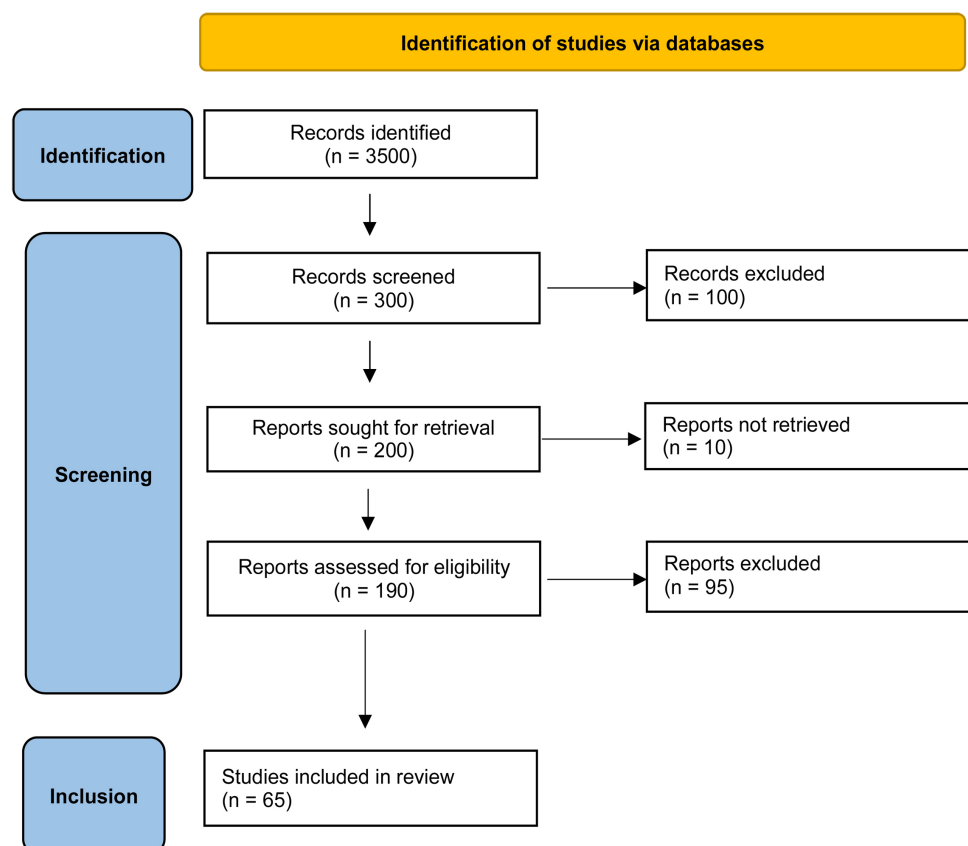 Identification of studies via databases
Identification
Records identified
(n = 3500)
Screening
Records screened
(n = 300)
Records excluded
(n = 100)
Reports sought for retrieval
(n = 200)
Reports not retrieved
(n = 10)
Reports assessed for eligibility
(n = 190)
Reports excluded
(n = 95)
Inclusion
Studies included in review
(n = 65)